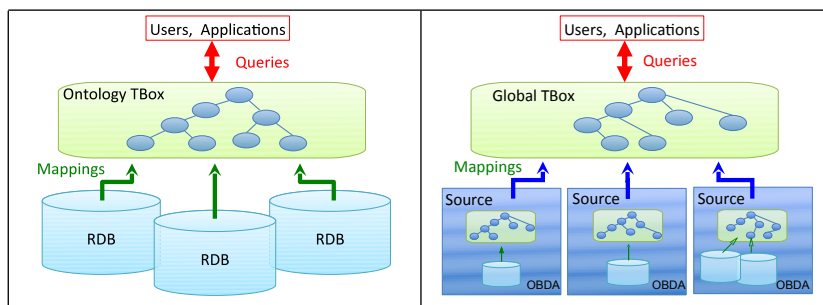 Users, Applications
Queries
Ontology TBox
Mappings
RDB
RDB
RDB
Users, Applications
Queries
Global TBox
Mappings
Source
OBDA
Source
OBDA
Source
OBDA